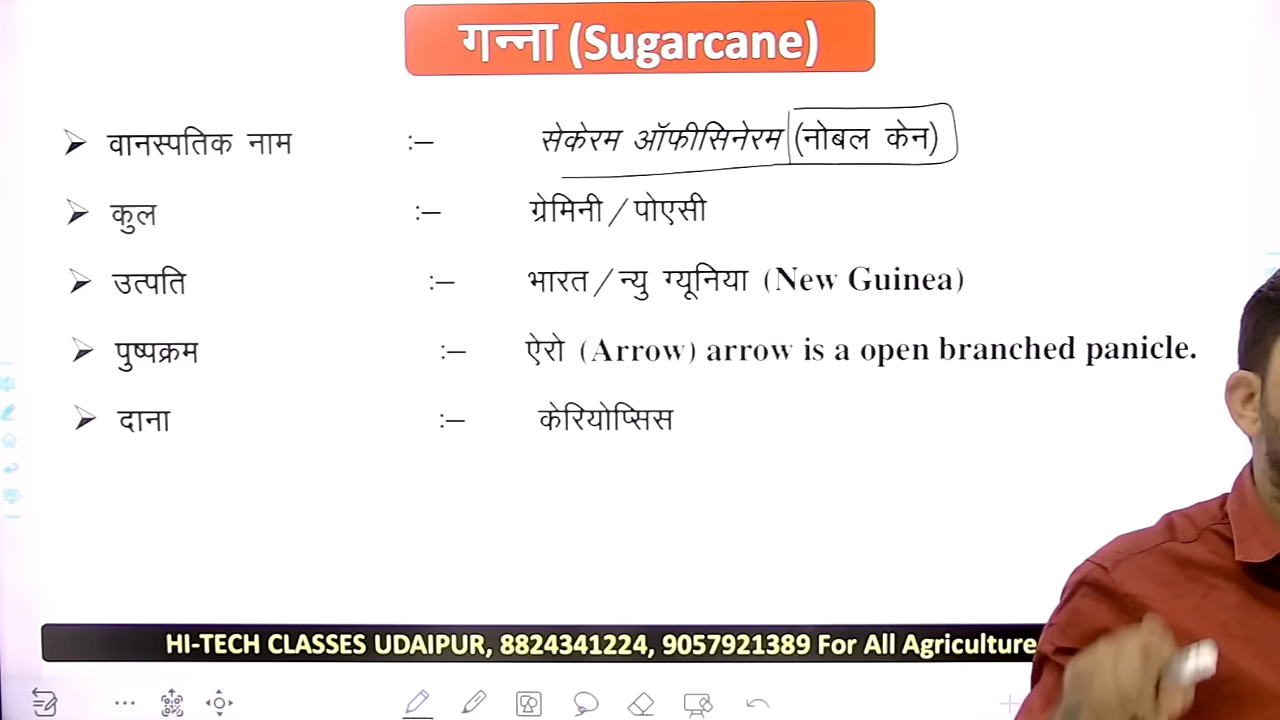 गन्ना (Sugarcane)
वानस्पतिक नाम :– सेकेरम ऑफीसिनेरम (नोबल केन)
कुल :– ग्रेमिनी / पोएसी
उत्पति :– भारत / न्यु ग्यूनिया (New Guinea)
पुष्पक्रम :– ऐरो (Arrow) arrow is a open branched panicle.
दाना :– केरियोप्सिस
HI-TECH CLASSES UDAIPUR, 8824341224, 9057921389 For All Agriculture